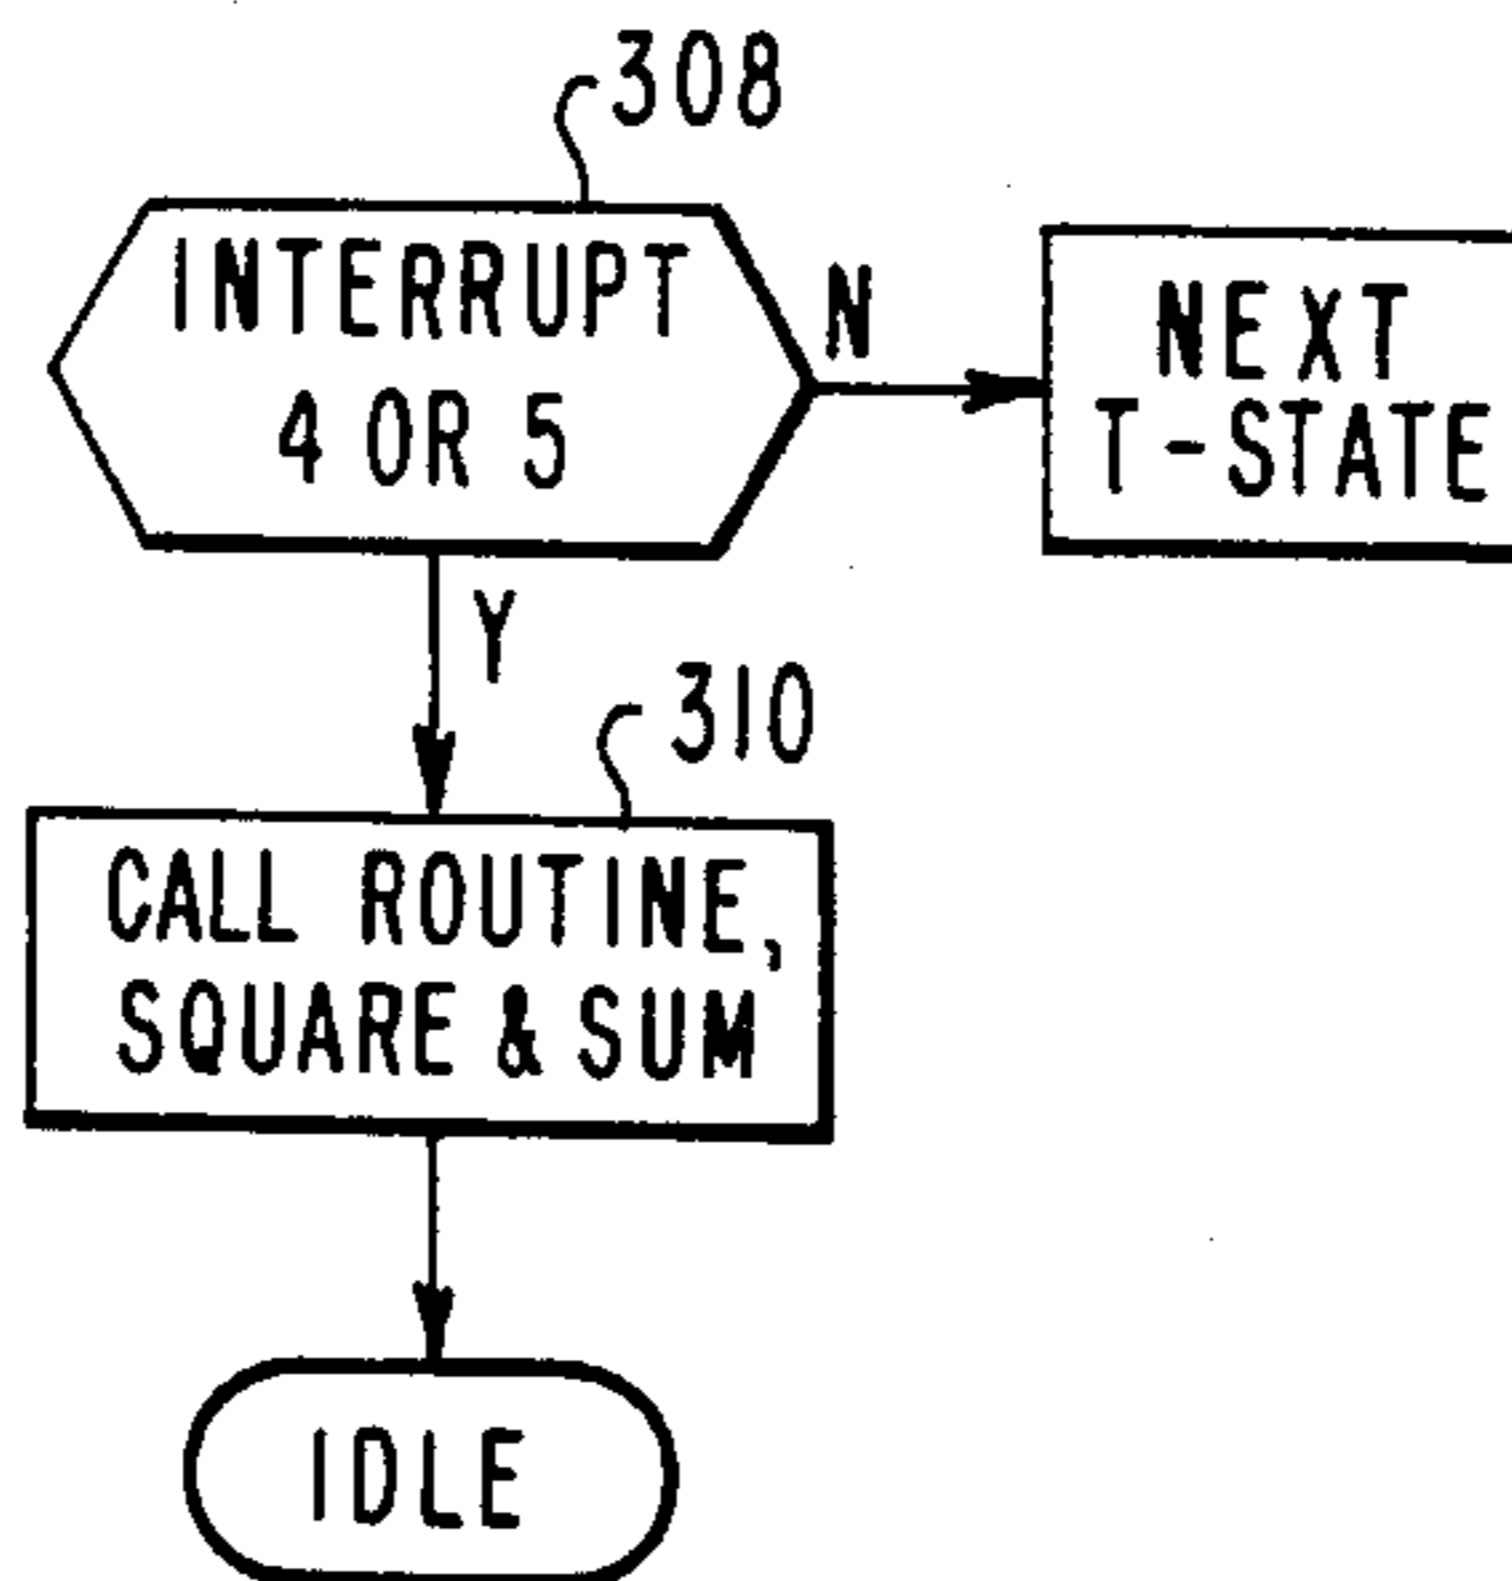 308
INTERRUPT
4 OR 5
N
NEXT
T-STATE
Y
310
CALL ROUTINE,
SQUARE & SUM
IDLE